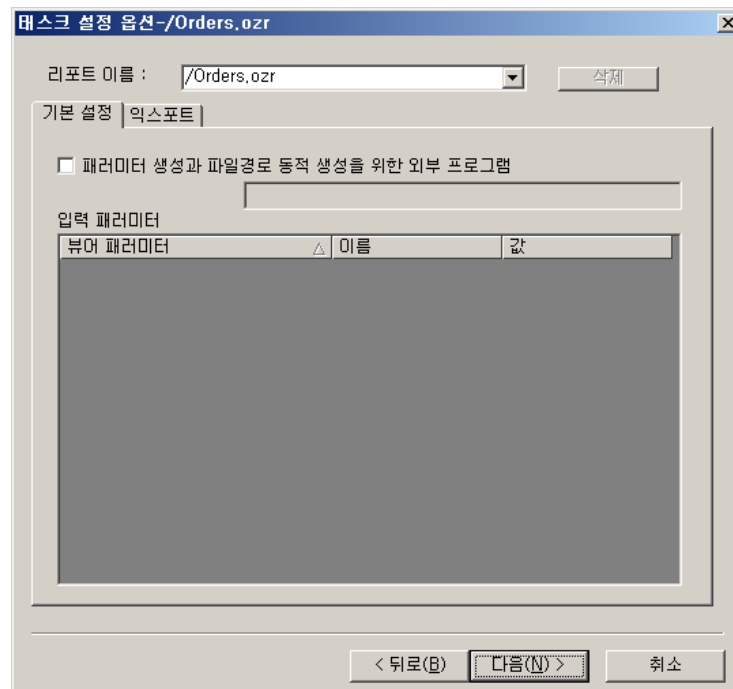 태스크 설정 옵션-/Orders.ozr
리포트 이름 : /Orders.ozr 삭제
기본 설정 익스포트
패러미터 생성과 파일경로 동적 생성을 위한 외부 프로그램
입력 패러미터
뷰어 패러미터 이름 값
< 뒤로(B) 다음(N) > 취소